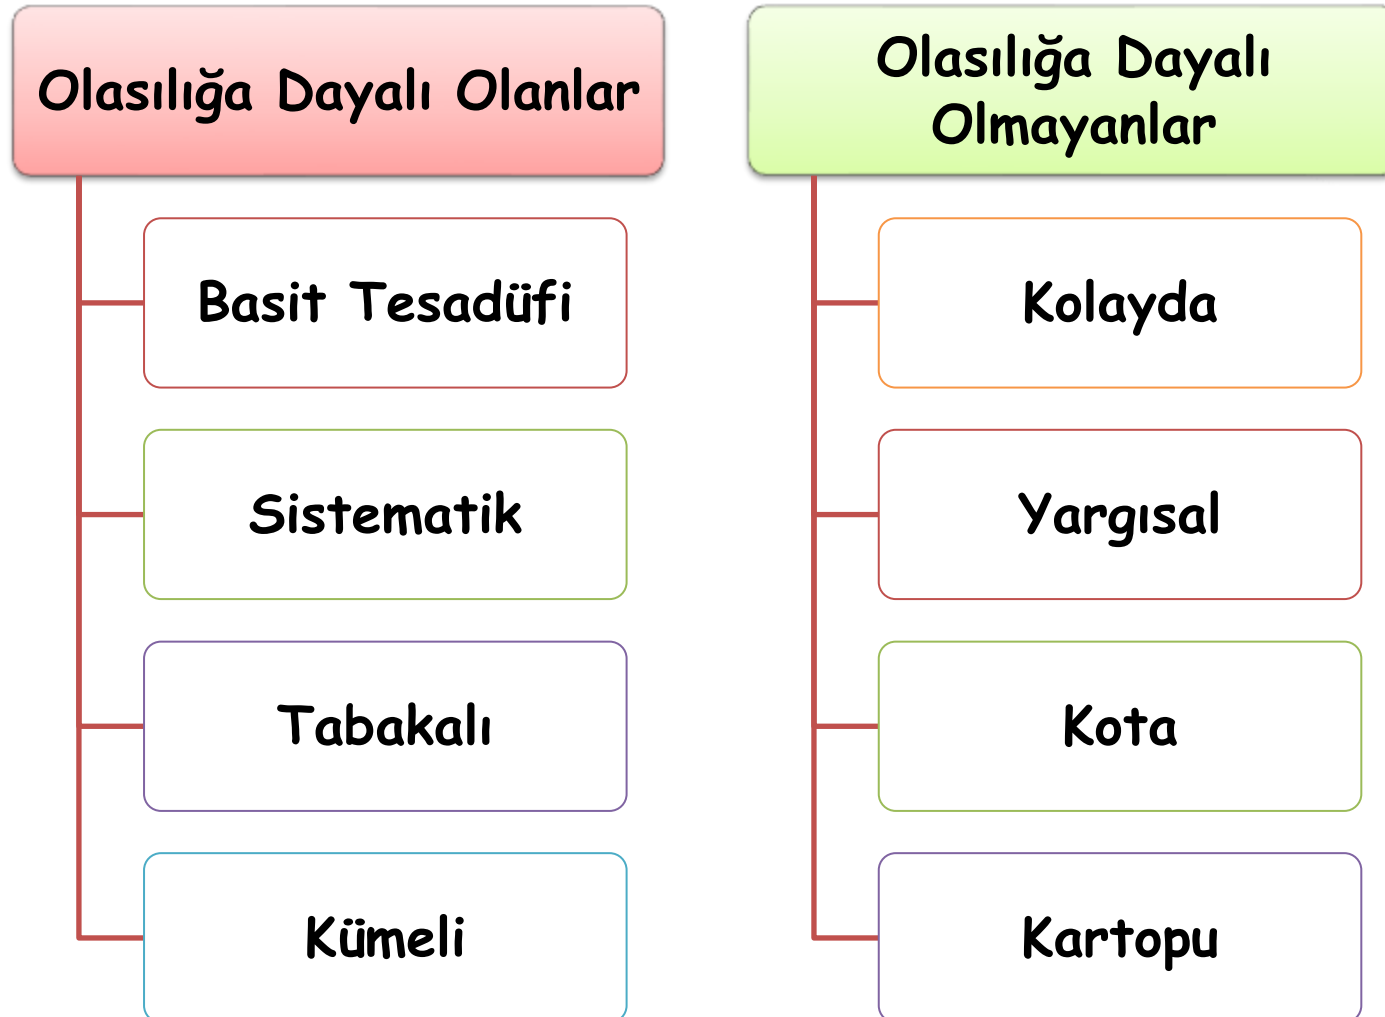 Olasılığa Dayalı Olanlar
Basit Tesadüfi
Sistematik
Tabakalı
Kümeli
Olasılığa Dayalı
Olmayanlar
Kolayda
Yargısal
Kota
Kartopu